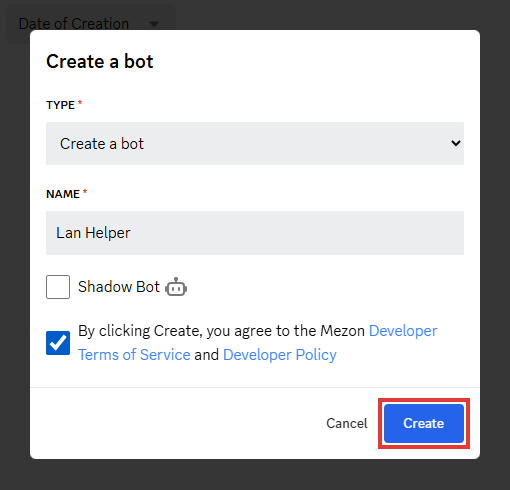 Date of Creation
Create a bot
TYPE *
Create a bot
NAME *
Lan Helper
Shadow Bot
By clicking Create, you agree to the Mezon Developer
Terms of Service and Developer Policy
Cancel
Create